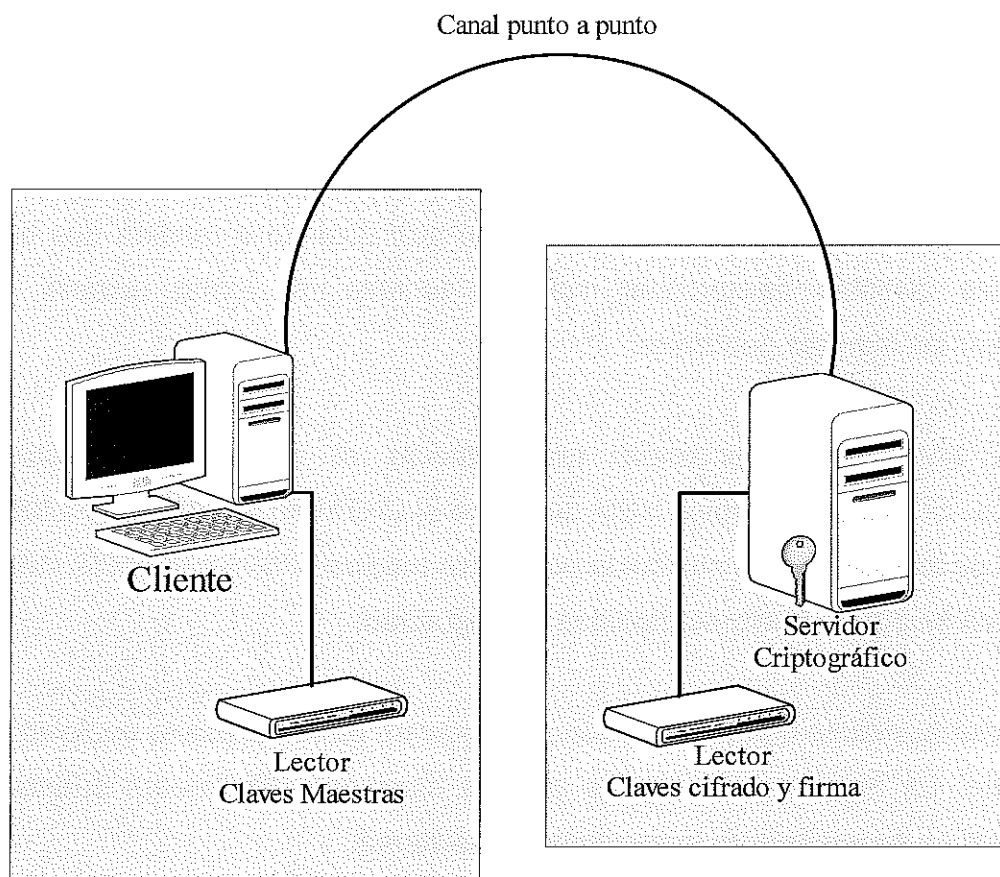 Canal punto a punto
Cliente
Lector
Claves Maestras
Servidor
Criptográfico
Lector
Claves cifrado y firma